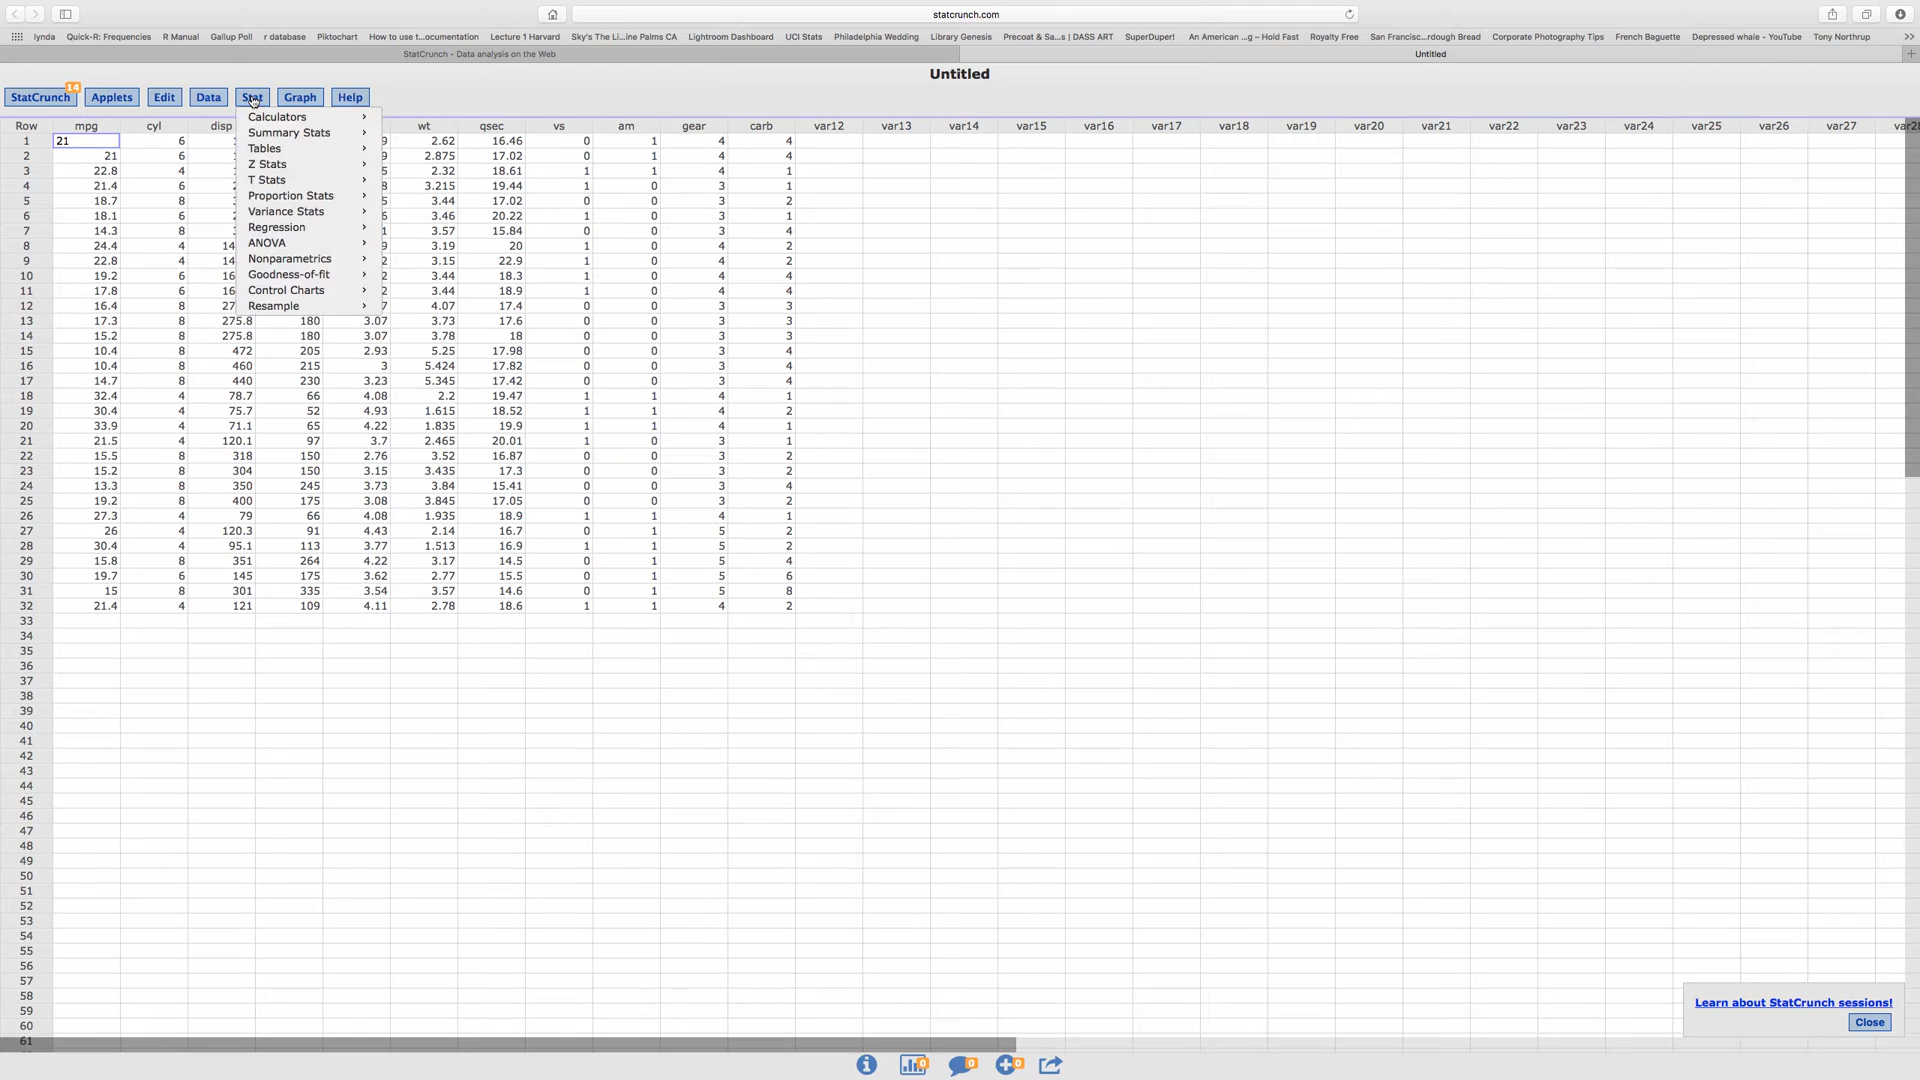 statcrunch.com
lynda Quick-R: Frequencies R Manual Gallup Poll r database Piktochart How to use t...ocumentation Lecture 1 Harvard Sky's The Li...ine Palms CA Lightroom Dashboard UCI Stats Philadelphia Wedding Library Genesis Precoat & Sa...s | DASS ART SuperDuper! An American ...g – Hold Fast Royalty Free San Francisc...rdough Bread Corporate Photography Tips French Baguette Depressed whale - YouTube Tony Northrup
StatCrunch - Data analysis on the Web Untitled
Untitled
14
StatCrunch Applets Edit Data Stat Graph Help
Calculators
Summary Stats
Tables
Z Stats
T Stats
Proportion Stats
Variance Stats
Regression
ANOVA
Nonparametrics
Goodness-of-fit
Control Charts
Resample
Row mpg cyl disp wt qsec vs am gear carb var12 var13 var14 var15 var16 var17 var18 var19 var20 var21 var22 var23 var24 var25 var26 var27 var28
1 21 6 1 9 2.62 16.46 0 1 4 4
2 21 6 1 9 2.875 17.02 0 1 4 4
3 22.8 4 1 5 2.32 18.61 1 1 4 1
4 21.4 6 2 8 3.215 19.44 1 0 3 1
5 18.7 8 3 5 3.44 17.02 0 0 3 2
6 18.1 6 2 6 3.46 20.22 1 0 3 1
7 14.3 8 3 1 3.57 15.84 0 0 3 4
8 24.4 4 14 9 3.19 20 1 0 4 2
9 22.8 4 14 2 3.15 22.9 1 0 4 2
10 19.2 6 16 2 3.44 18.3 1 0 4 4
11 17.8 6 16 2 3.44 18.9 1 0 4 4
12 16.4 8 27 7 4.07 17.4 0 0 3 3
13 17.3 8 275.8 180 3.07 3.73 17.6 0 0 3 3
14 15.2 8 275.8 180 3.07 3.78 18 0 0 3 3
15 10.4 8 472 205 2.93 5.25 17.98 0 0 3 4
16 10.4 8 460 215 3 5.424 17.82 0 0 3 4
17 14.7 8 440 230 3.23 5.345 17.42 0 0 3 4
18 32.4 4 78.7 66 4.08 2.2 19.47 1 1 4 1
19 30.4 4 75.7 52 4.93 1.615 18.52 1 1 4 2
20 33.9 4 71.1 65 4.22 1.835 19.9 1 1 4 1
21 21.5 4 120.1 97 3.7 2.465 20.01 1 0 3 1
22 15.5 8 318 150 2.76 3.52 16.87 0 0 3 2
23 15.2 8 304 150 3.15 3.435 17.3 0 0 3 2
24 13.3 8 350 245 3.73 3.84 15.41 0 0 3 4
25 19.2 8 400 175 3.08 3.845 17.05 0 0 3 2
26 27.3 4 79 66 4.08 1.935 18.9 1 1 4 1
27 26 4 120.3 91 4.43 2.14 16.7 0 1 5 2
28 30.4 4 95.1 113 3.77 1.513 16.9 1 1 5 2
29 15.8 8 351 264 4.22 3.17 14.5 0 1 5 4
30 19.7 6 145 175 3.62 2.77 15.5 0 1 5 6
31 15 8 301 335 3.54 3.57 14.6 0 1 5 8
32 21.4 4 121 109 4.11 2.78 18.6 1 1 4 2
33
34
35
36
37
38
39
40
41
42
43
44
45
46
47
48
49
50
51
52
53
54
55
56
57
58
59
60
61
Learn about StatCrunch sessions!
Close
0 0 0